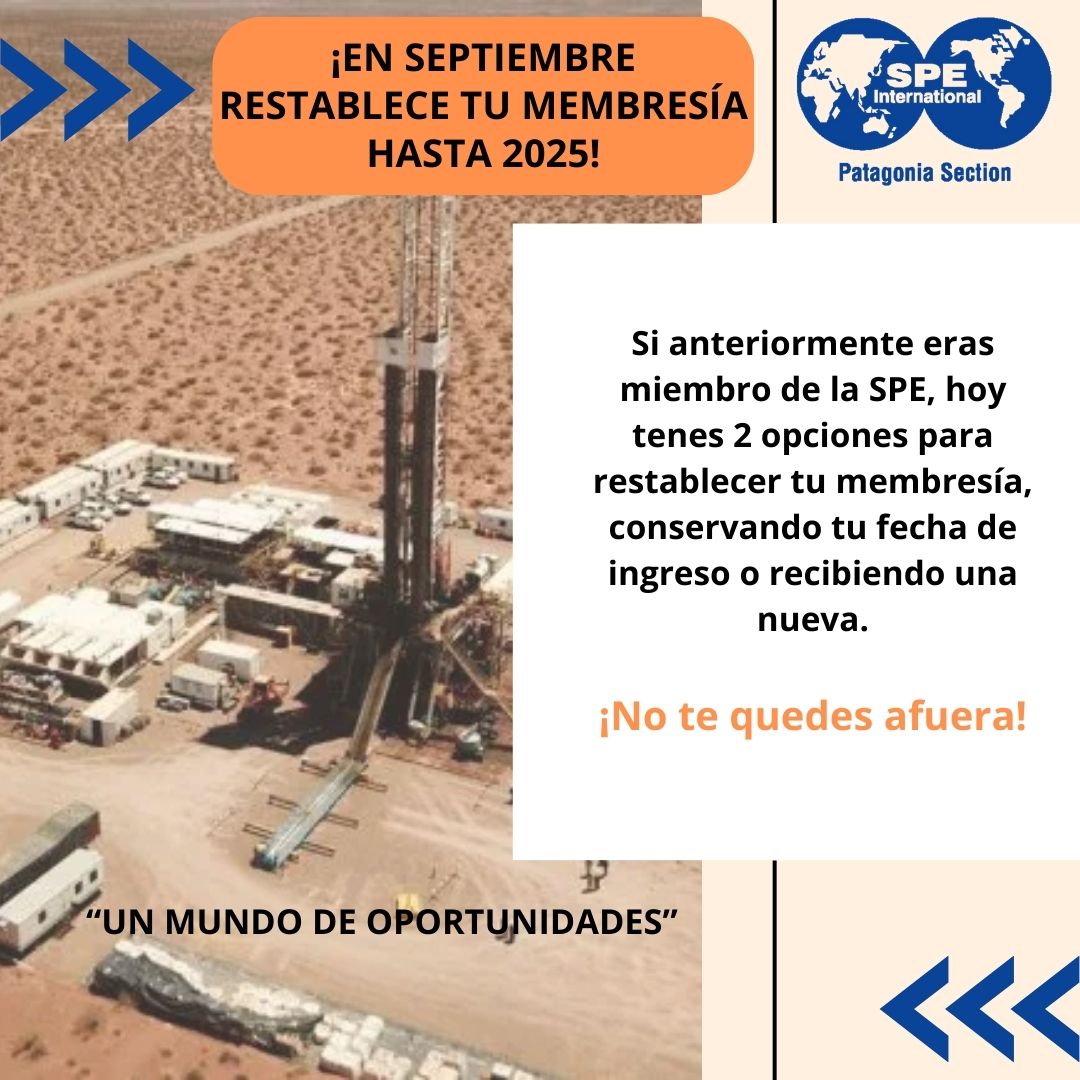 ¡EN SEPTIEMBRE
RESTABLECE TU MEMBRESÍA
HASTA 2025!
SPE
International
Patagonia Section
Si anteriormente eras
miembro de la SPE, hoy
tenes 2 opciones para
restablecer tu membresía,
conservando tu fecha de
ingreso o recibiendo una
nueva.
¡No te quedes afuera!
“UN MUNDO DE OPORTUNIDADES”